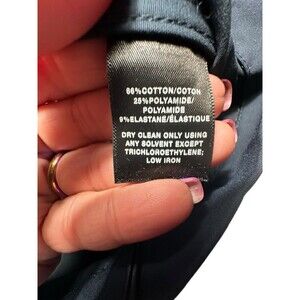 66% COTTON/COTON
25% POLYAMIDE/
POLYAMIDE
9% ELASTANE/ÉLASTIQUE
DRY CLEAN ONLY USING
ANY SOLVENT EXCEPT
TRICHLOROETHYLENE;
LOW IRON